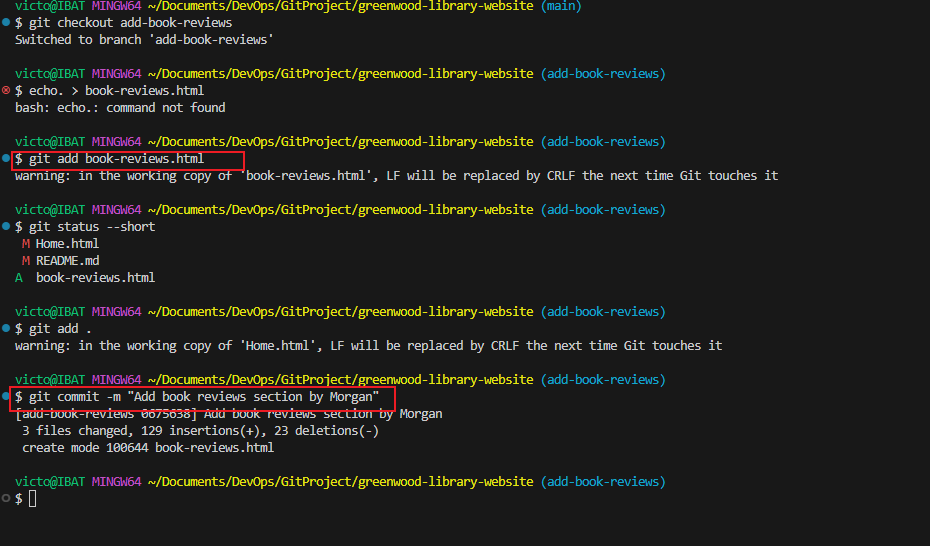 victo@IBAT MINGW64 ~/Documents/DevOps/GitProject/greenwood-library-website (main)
$ git checkout add-book-reviews
Switched to branch 'add-book-reviews'
victo@IBAT MINGW64 ~/Documents/DevOps/GitProject/greenwood-library-website (add-book-reviews)
$ echo. > book-reviews.html
bash: echo.: command not found
victo@IBAT MINGW64 ~/Documents/DevOps/GitProject/greenwood-library-website (add-book-reviews)
$ git add book-reviews.html
warning: in the working copy of 'book-reviews.html', LF will be replaced by CRLF the next time Git touches it
victo@IBAT MINGW64 ~/Documents/DevOps/GitProject/greenwood-library-website (add-book-reviews)
$ git status --short
 M Home.html
 M README.md
A  book-reviews.html
victo@IBAT MINGW64 ~/Documents/DevOps/GitProject/greenwood-library-website (add-book-reviews)
$ git add .
warning: in the working copy of 'Home.html', LF will be replaced by CRLF the next time Git touches it
victo@IBAT MINGW64 ~/Documents/DevOps/GitProject/greenwood-library-website (add-book-reviews)
$ git commit -m "Add book reviews section by Morgan"
[add-book-reviews 0675638] Add book reviews section by Morgan
 3 files changed, 129 insertions(+), 23 deletions(-)
 create mode 100644 book-reviews.html
victo@IBAT MINGW64 ~/Documents/DevOps/GitProject/greenwood-library-website (add-book-reviews)
$